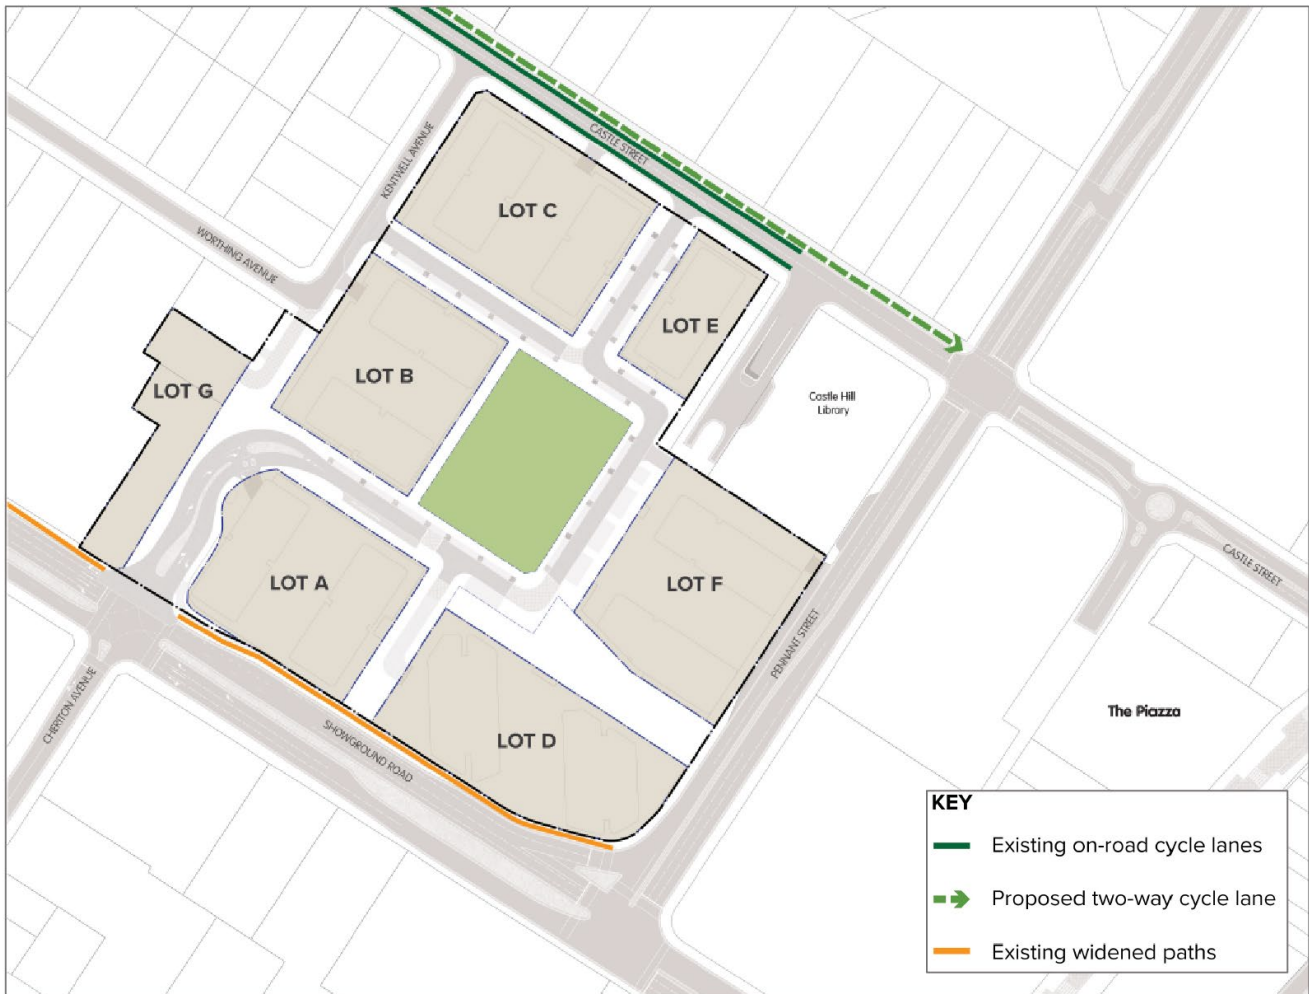 CASTLE STREET
KENTWELL AVENUE
LOT C
WORTHING AVENUE
LOT E
LOT B
LOT G
Castle Hill
Library
LOT A
LOT F
CASTLE STREET
PENNANT STREET
CHERITON AVENUE
The Piazza
SHOWGROUND ROAD
LOT D
KEY
Existing on-road cycle lanes
Proposed two-way cycle lane
Existing widened paths